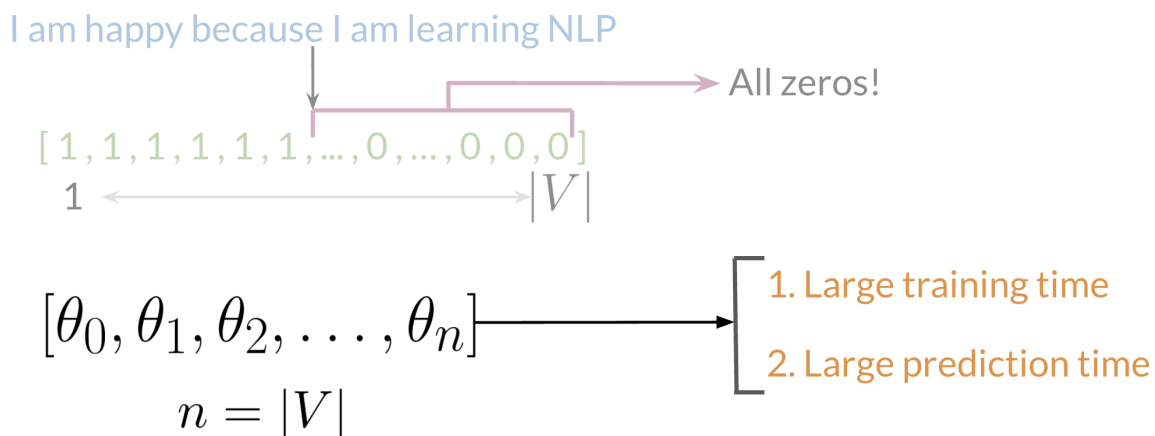 I am happy because I am learning NLP
All zeros!
[ 1 , 1 , 1 , 1 , 1 , 1 , ... , 0 , ... , 0 , 0 , 0 ]
1 |V|
[θ₀, θ₁, θ₂, . . . , θₙ]
1. Large training time
2. Large prediction time
n = |V|